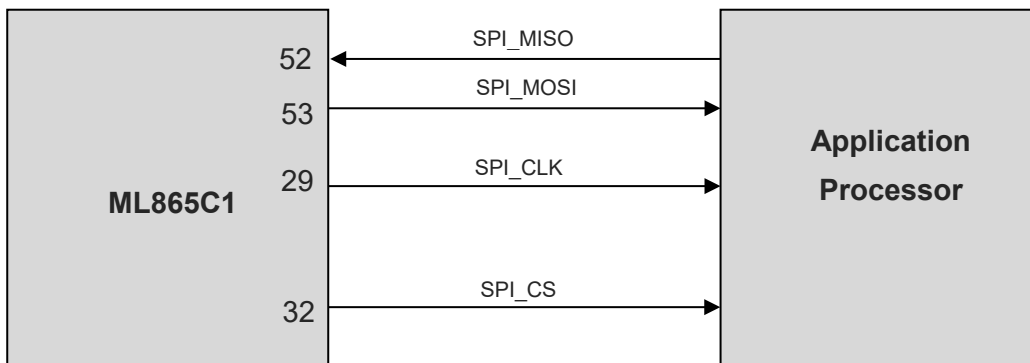 SPI_MISO
52
SPI_MOSI
53
Application
Processor
SPI_CLK
29
ML865C1
SPI_CS
32